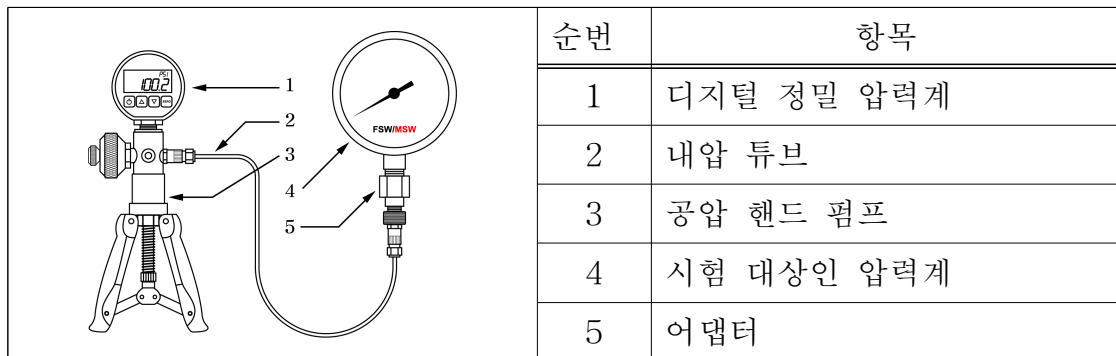 PSI
100.2
ZERO
FSW/MSW
1
2
3
4
5
순번 항목
1 디지털 정밀 압력계
2 내압 튜브
3 공압 핸드 펌프
4 시험 대상인 압력계
5 어댑터